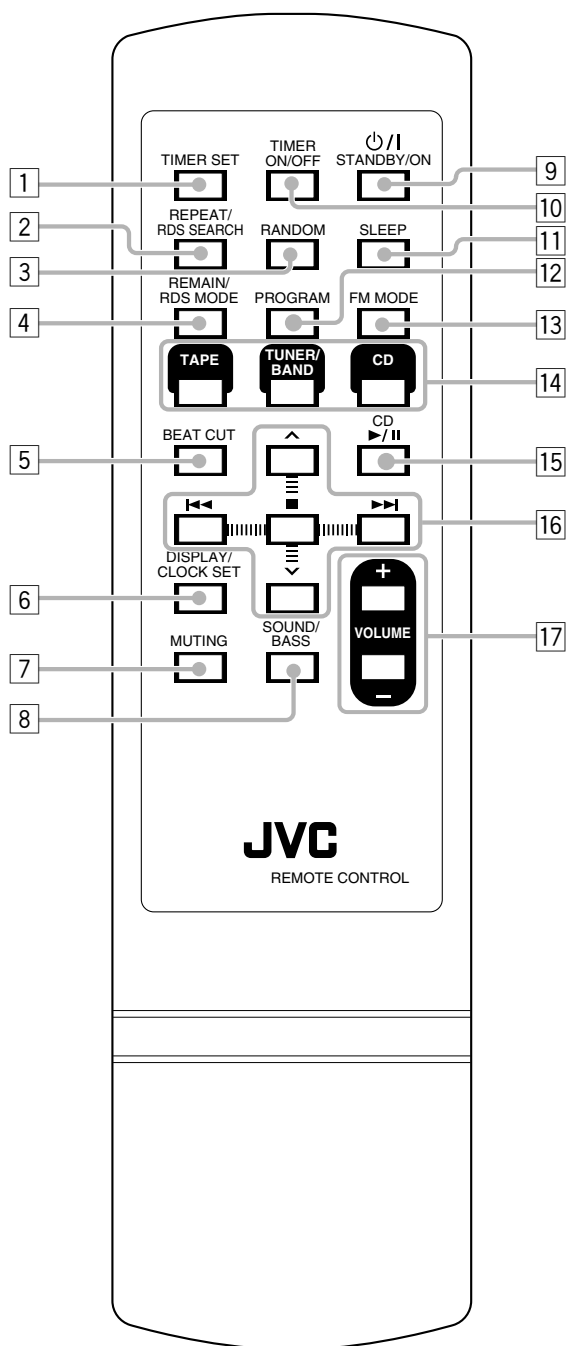 TIMER SET
TIMER
ON/OFF
⏻/I
STANDBY/ON
1
9
10
REPEAT/
RDS SEARCH
RANDOM
SLEEP
2
3
11
12
REMAIN/
RDS MODE
PROGRAM
FM MODE
4
13
TAPE
TUNER/
BAND
CD
14
BEAT CUT
CD
►/II
5
15
16
DISPLAY/
CLOCK SET
6
+
VOLUME
–
17
MUTING
SOUND/
BASS
7
8
JVC
REMOTE CONTROL